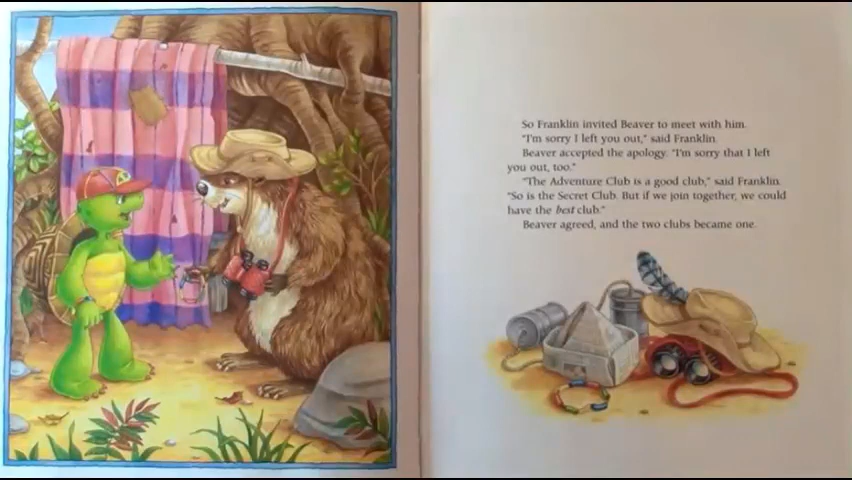 So Franklin invited Beaver to meet with him.
"I'm sorry I left you out," said Franklin.
Beaver accepted the apology. "I'm sorry that I left
you out, too."
"The Adventure Club is a good club," said Franklin.
"So is the Secret Club. But if we join together, we could
have the best club."
Beaver agreed, and the two clubs became one.